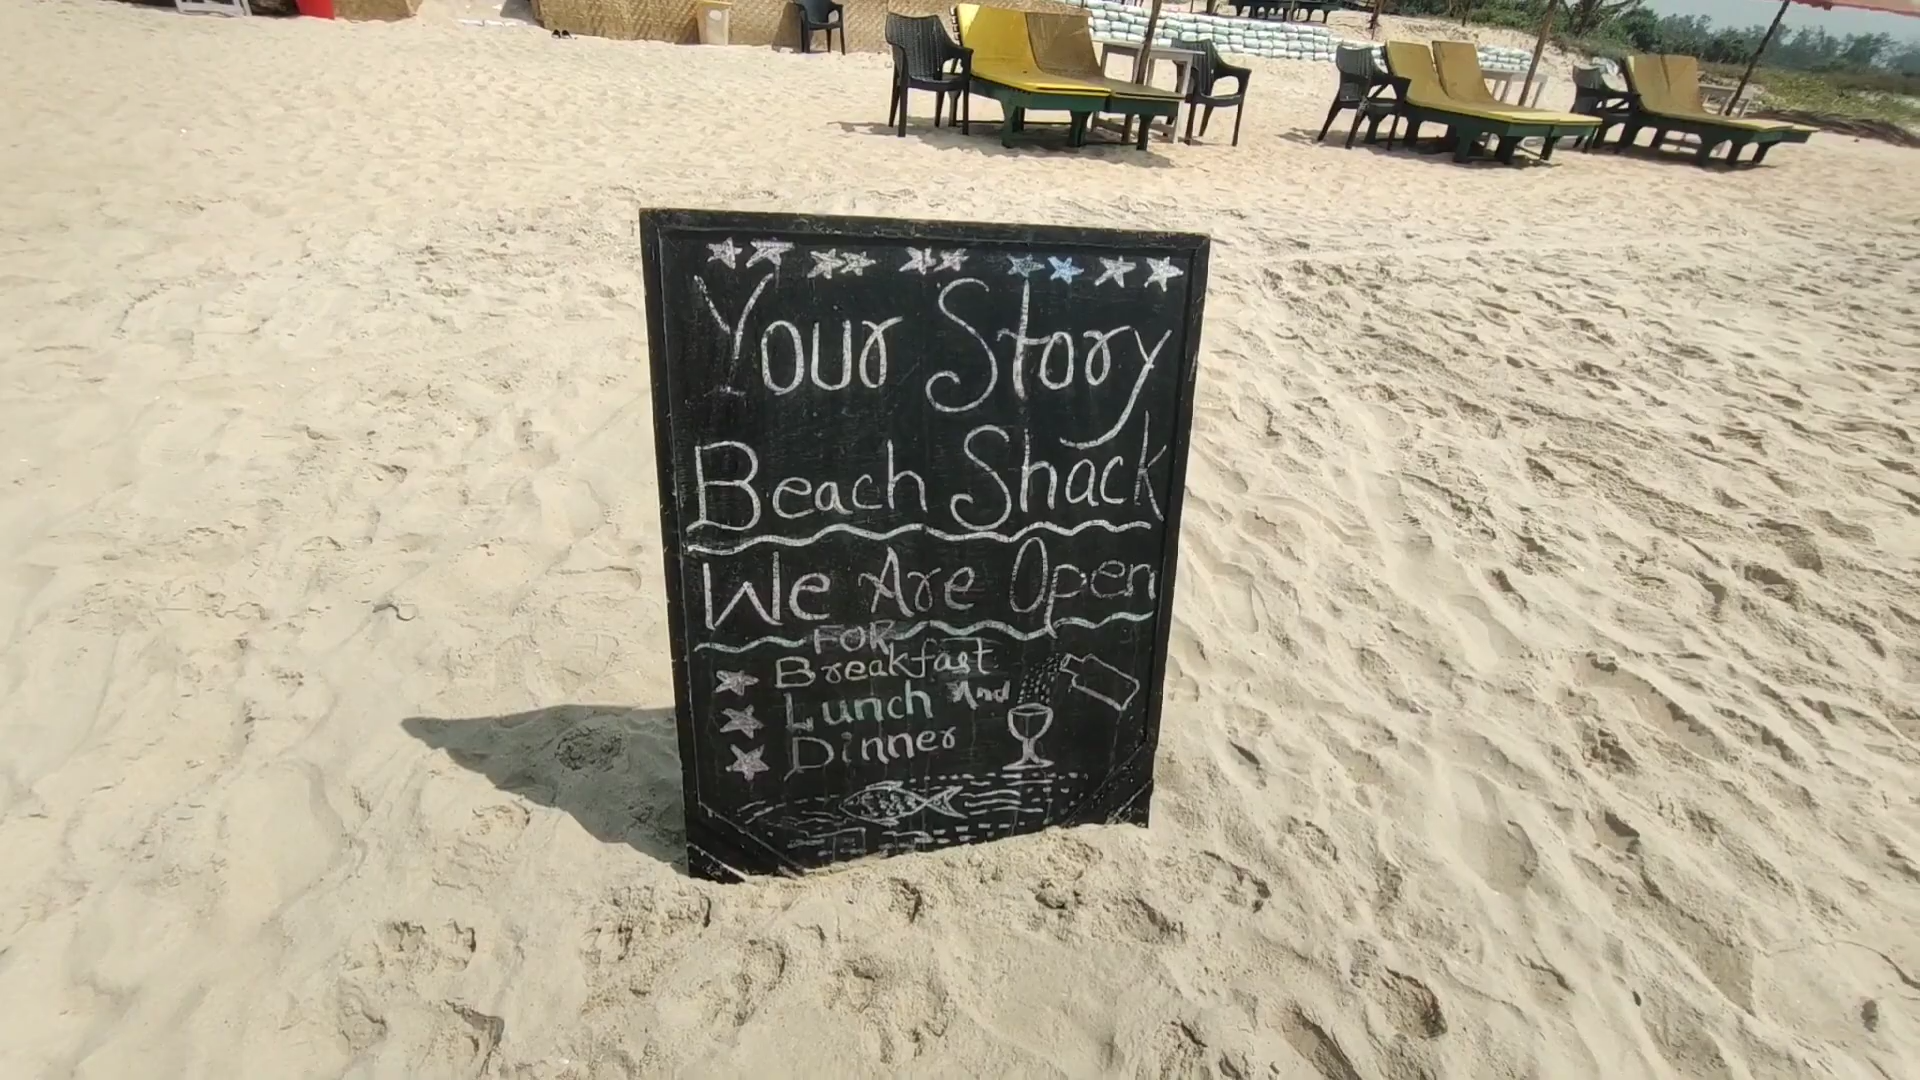 Your Story
Beach Shack
We Are Open
FOR
Breakfast
Lunch And
Dinner